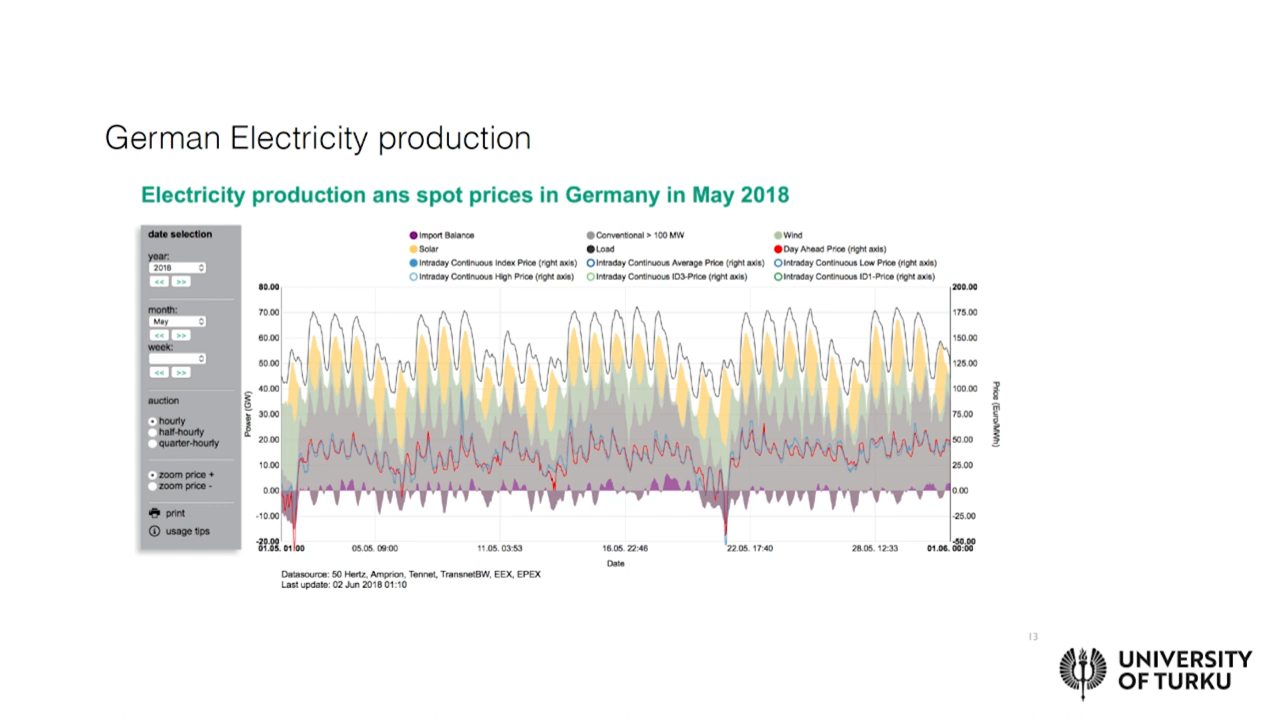 German Electricity production
Electricity production ans spot prices in Germany in May 2018
date selection
year:
2018
<< >>
month:
May
<< >>
week:
<< >>
auction
hourly
half-hourly
quarter-hourly
zoom price +
zoom price -
print
usage tips
Import Balance Conventional > 100 MW Wind
Solar Load Day Ahead Price (right axis)
Intraday Continuous Index Price (right axis) Intraday Continuous Average Price (right axis) Intraday Continuous Low Price (right axis)
Intraday Continuous High Price (right axis) Intraday Continuous ID3-Price (right axis) Intraday Continuous ID1-Price (right axis)
80.00 200.00
70.00 175.00
60.00 150.00
50.00 125.00
40.00 100.00
30.00 75.00
20.00 50.00
10.00 25.00
0.00 0.00
-10.00 -25.00
-20.00 -50.00
Power (GW)
Price (Euro/MWh)
01.05. 01:00 05.05. 09:00 11.05. 03:53 16.05. 22:46 22.05. 17:40 28.05. 12:33 01.06. 00:00
Date
Datasource: 50 Hertz, Amprion, Tennet, TransnetBW, EEX, EPEX
Last update: 02 Jun 2018 01:10
13
UNIVERSITY
OF TURKU